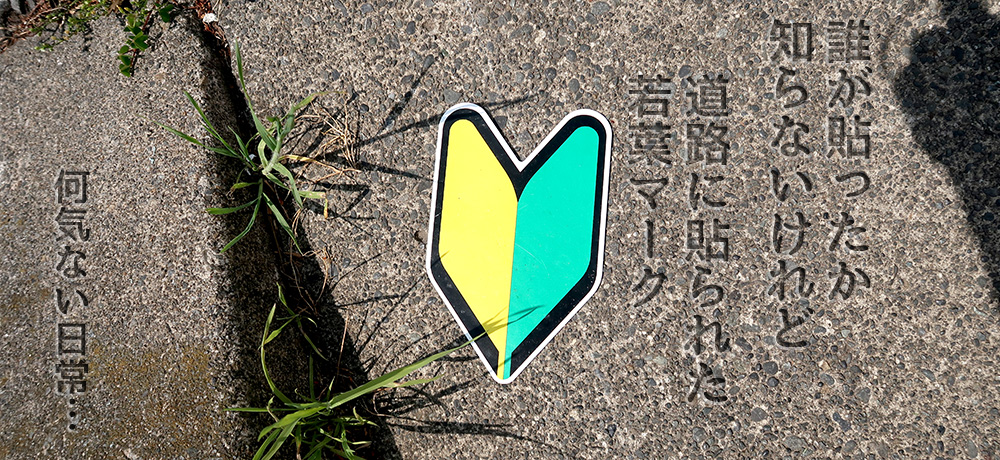 誰が貼ったか
知らないけれど
道路に貼られた
若葉マーク
何気ない日常…